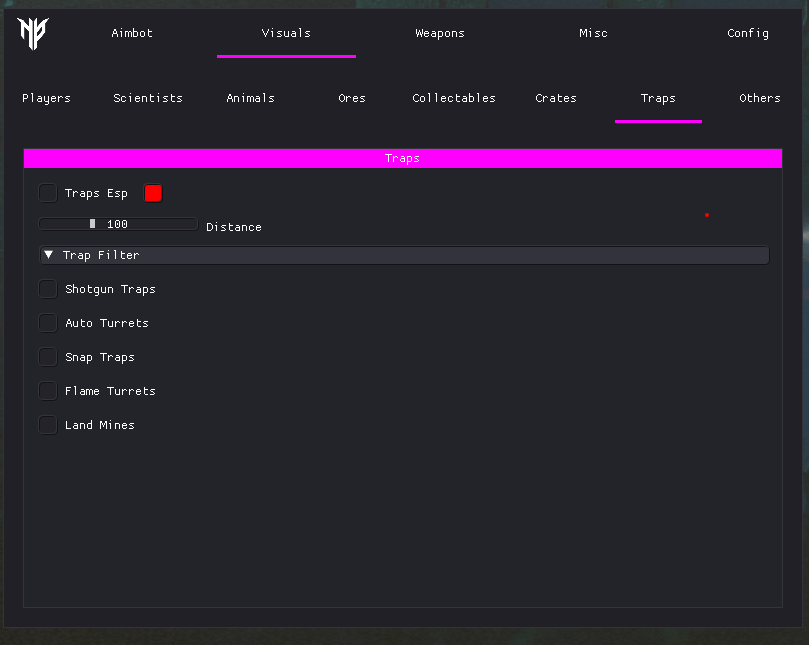 Aimbot Visuals Weapons Misc Config
Players Scientists Animals Ores Collectables Crates Traps Others
Traps
Traps Esp
100 Distance
Trap Filter
Shotgun Traps
Auto Turrets
Snap Traps
Flame Turrets
Land Mines